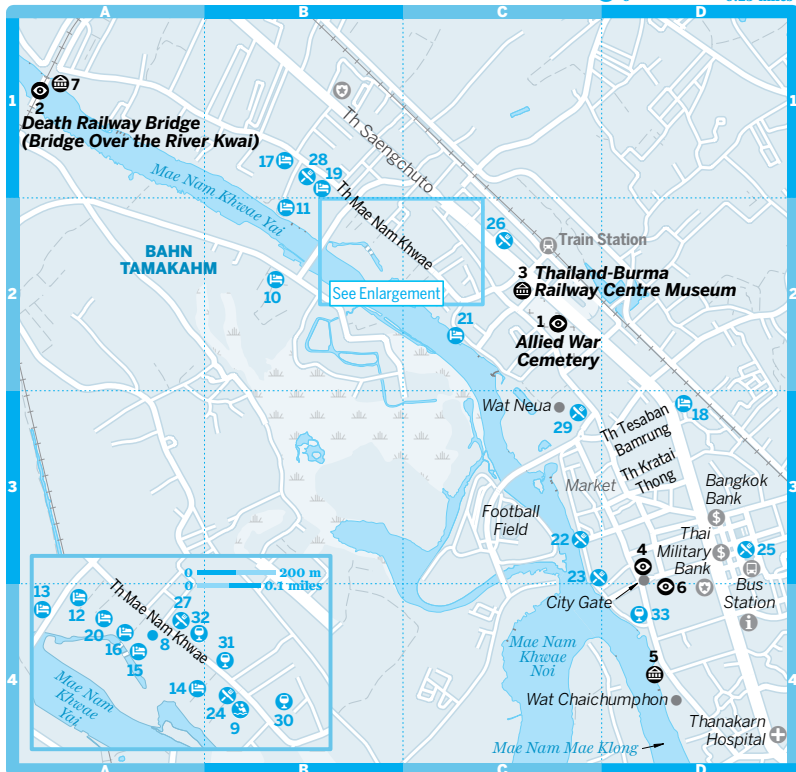 A
B
C
D
1
7
2
Death Railway Bridge
(Bridge Over the River Kwai)
Th Saengchuto
17
28
19
Mae Nam Khwae Yai
11
Th Mae Nam Khwae
26
Train Station
BAHN
TAMAKAHM
10
See Enlargement
3 Thailand-Burma
Railway Centre Museum
21
1
Allied War
Cemetery
2
2
Wat Neua
29
18
Th Tesaban
Bamrung
Th Kratai
Thong
Market
Bangkok
Bank
3
3
Football
Field
22
4
Thai
Military
Bank
25
23
6
Bus
Station
City Gate
33
0 200 m
0 0.1 miles
13
12
Th Mae Nam Khwae
27
32
20
16
8
15
31
14
24
9
30
Mae Nam
Khwae
Yai
Mae Nam
Khwae
Noi
5
4
4
Wat Chaichumphon
Thanakarn
Hospital
Mae Nam Mae Klong
A
B
C
D